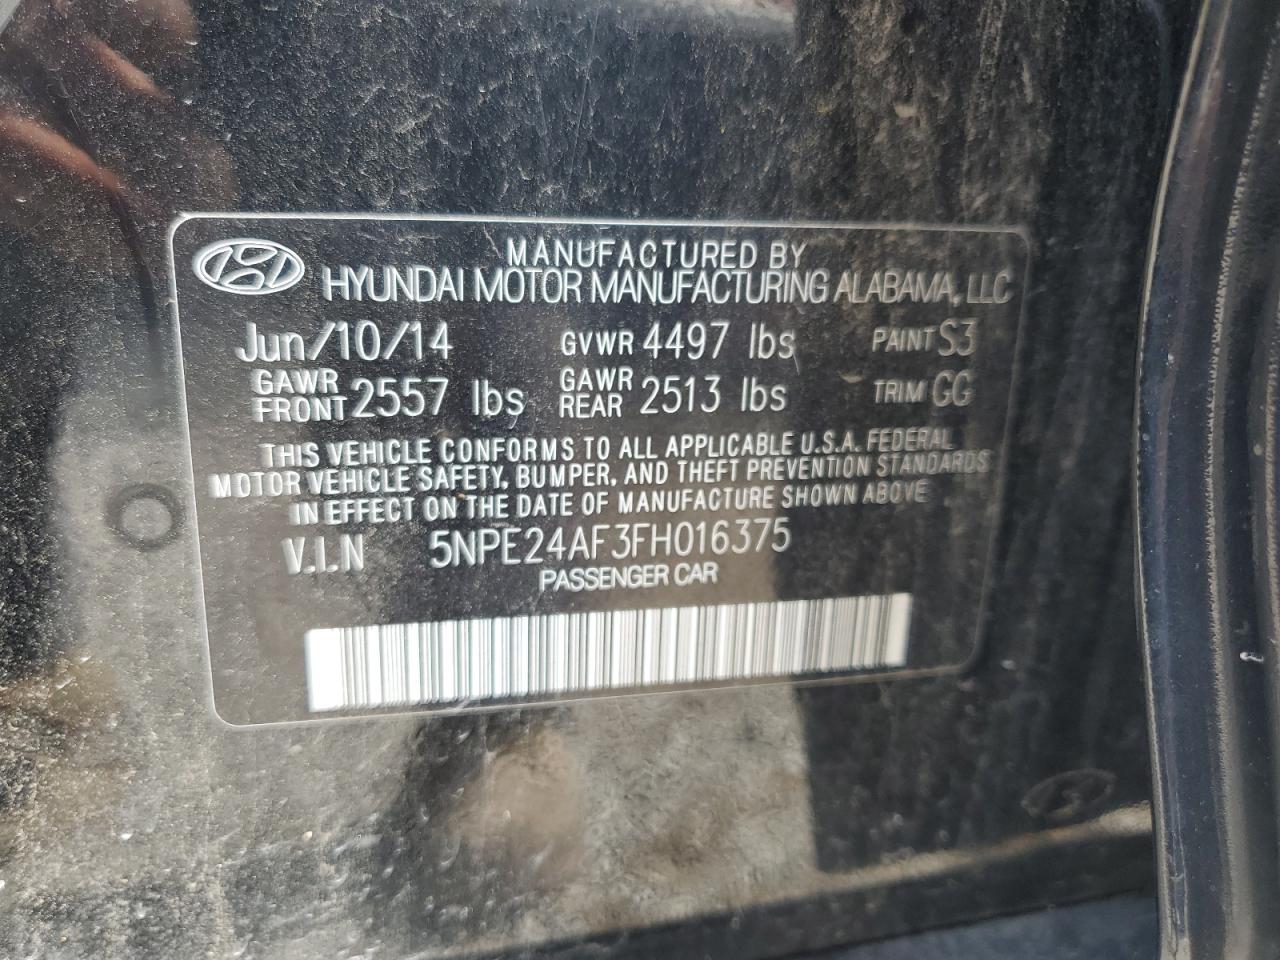 MANUFACTURED BY
HYUNDAI MOTOR MANUFACTURING ALABAMA, LLC
Jun/10/14 GVWR 4497 lbs PAINT S3
GAWR FRONT 2557 lbs GAWR REAR 2513 lbs TRIM GG
THIS VEHICLE CONFORMS TO ALL APPLICABLE U.S.A. FEDERAL
MOTOR VEHICLE SAFETY, BUMPER, AND THEFT PREVENTION STANDARDS
IN EFFECT ON THE DATE OF MANUFACTURE SHOWN ABOVE
V.I.N 5NPE24AF3FH016375
PASSENGER CAR